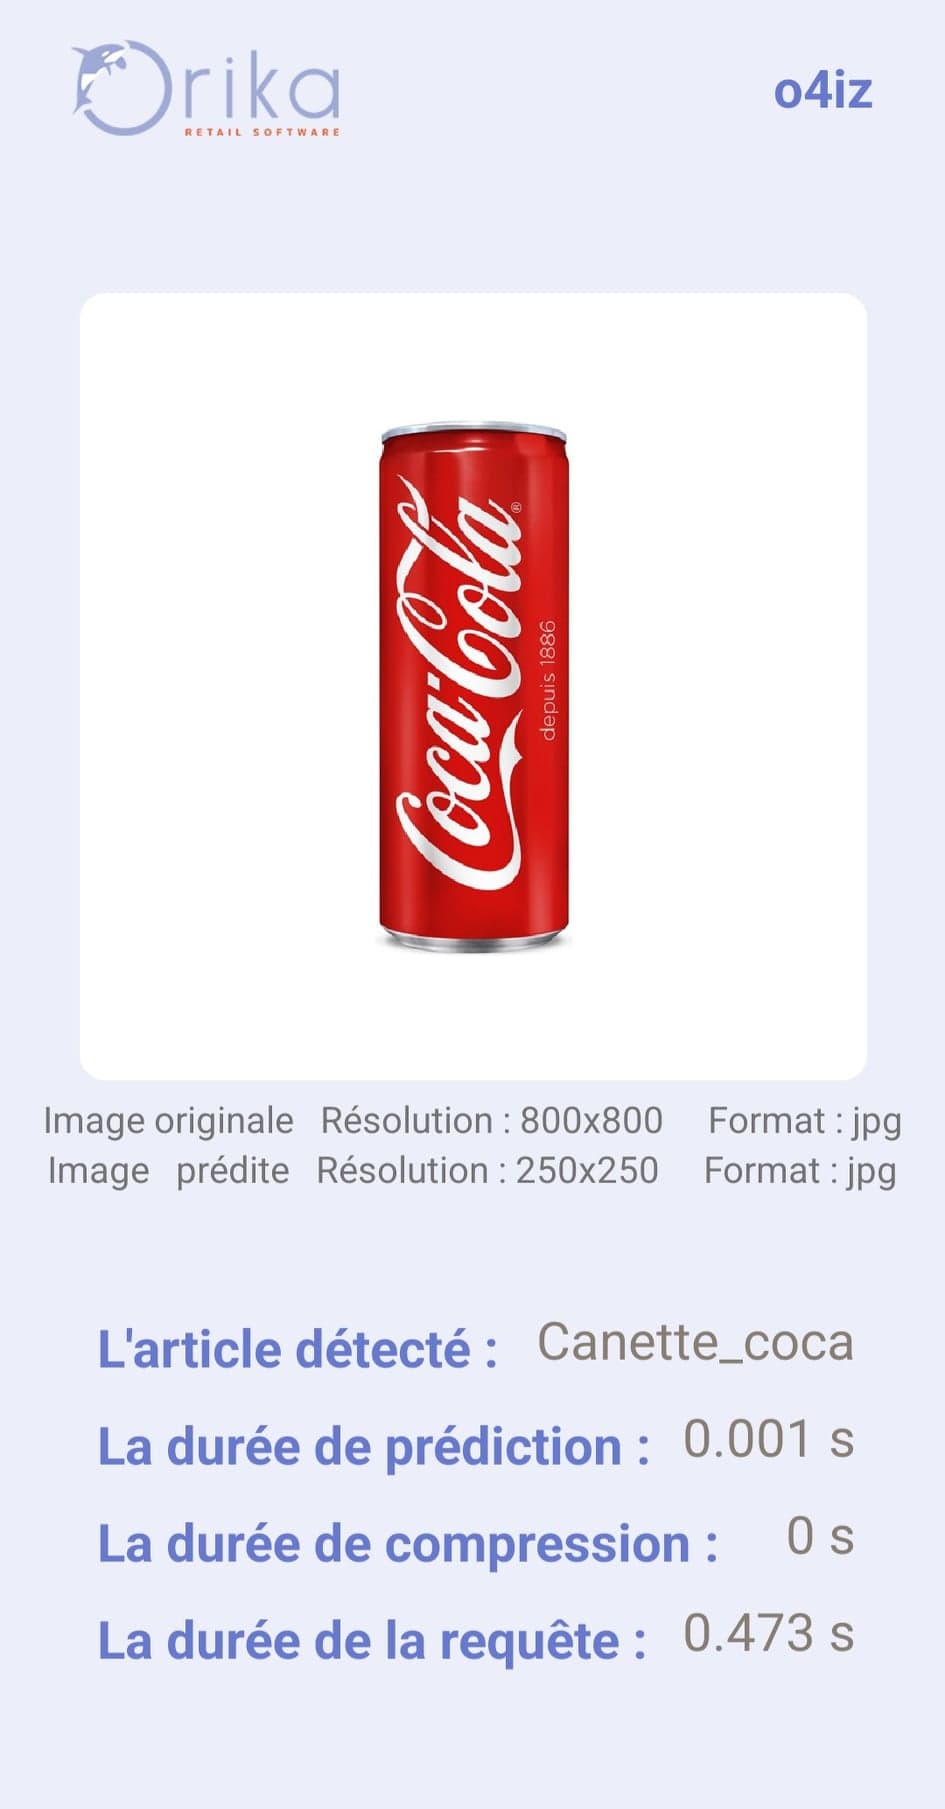 Orika
RETAIL SOFTWARE
o4iz
Coca-Cola®
depuis 1886
Image originale Résolution : 800x800 Format : jpg
Image prédite Résolution : 250x250 Format : jpg
L'article détecté : Canette_coca
La durée de prédiction : 0.001 s
La durée de compression : 0 s
La durée de la requête : 0.473 s